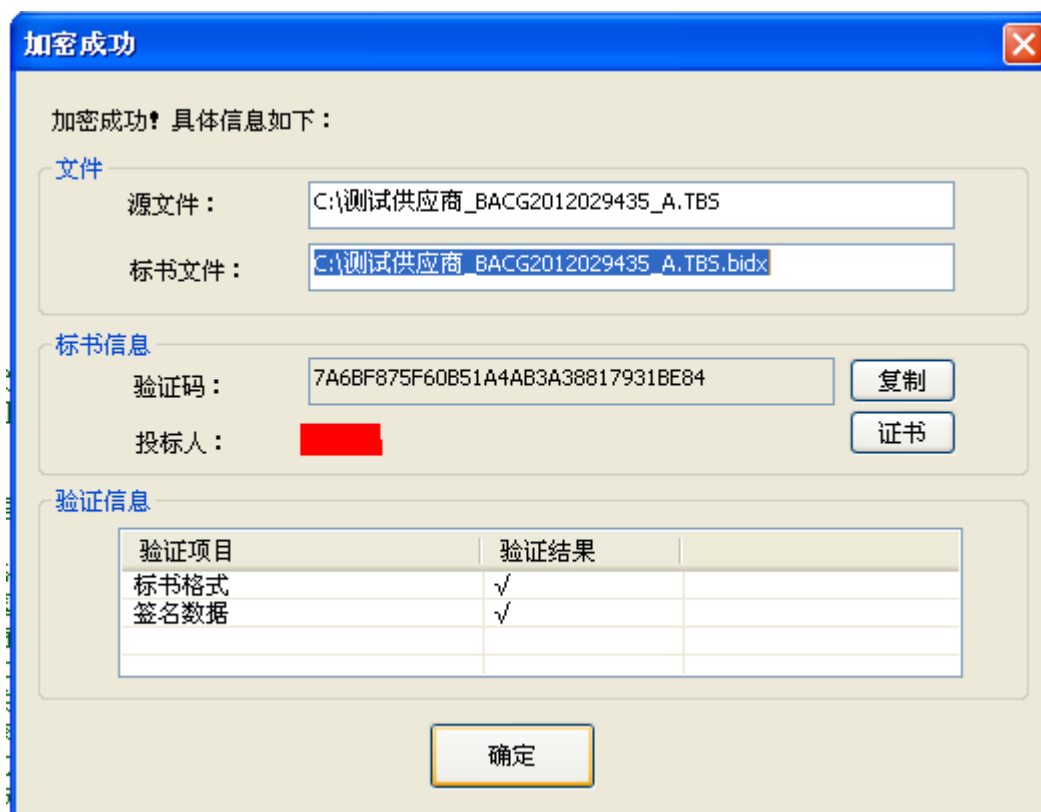 加密成功
加密成功! 具体信息如下：
文件
源文件： C:\测试供应商_BACG2012029435_A.TBS
标书文件： C:\测试供应商_BACG2012029435_A.TBS.bidx
标书信息
验证码： 7A6BF875F60B51A4AB3A38817931BE84 复制
投标人： 证书
验证信息
验证项目 验证结果
标书格式 √
签名数据 √
确定